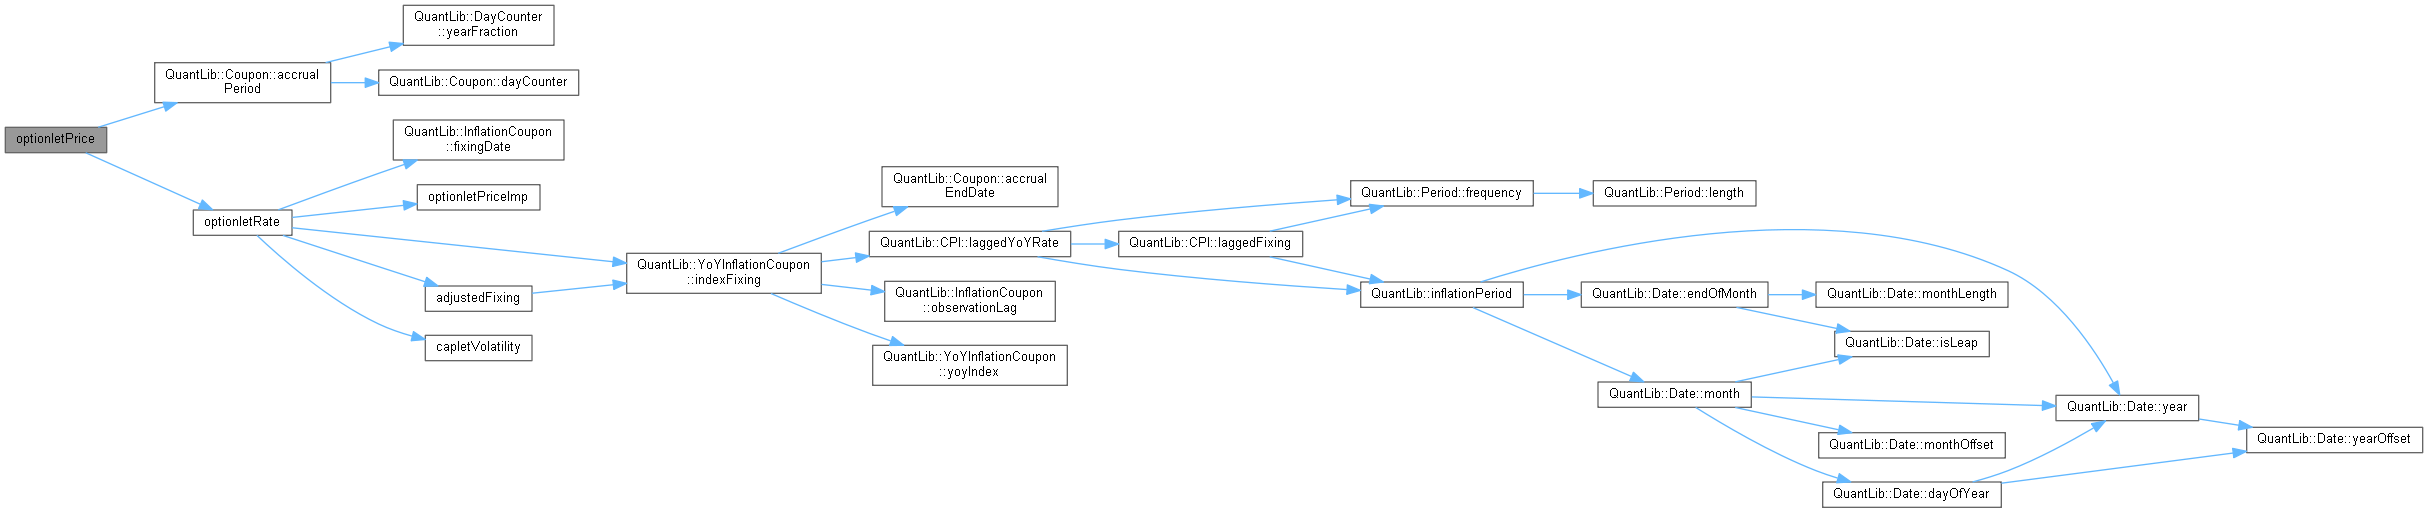 optionletPrice
QuantLib::Coupon::accrual
Period
QuantLib::DayCounter
::yearFraction
QuantLib::Coupon::dayCounter
optionletRate
QuantLib::InflationCoupon
::fixingDate
optionletPriceImp
adjustedFixing
capletVolatility
QuantLib::YoYInflationCoupon
::indexFixing
QuantLib::Coupon::accrual
EndDate
QuantLib::CPI::laggedYoYRate
QuantLib::InflationCoupon
::observationLag
QuantLib::YoYInflationCoupon
::yoyIndex
QuantLib::CPI::laggedFixing
QuantLib::Period::frequency
QuantLib::Period::length
QuantLib::inflationPeriod
QuantLib::Date::endOfMonth
QuantLib::Date::monthLength
QuantLib::Date::isLeap
QuantLib::Date::month
QuantLib::Date::year
QuantLib::Date::monthOffset
QuantLib::Date::yearOffset
QuantLib::Date::dayOfYear